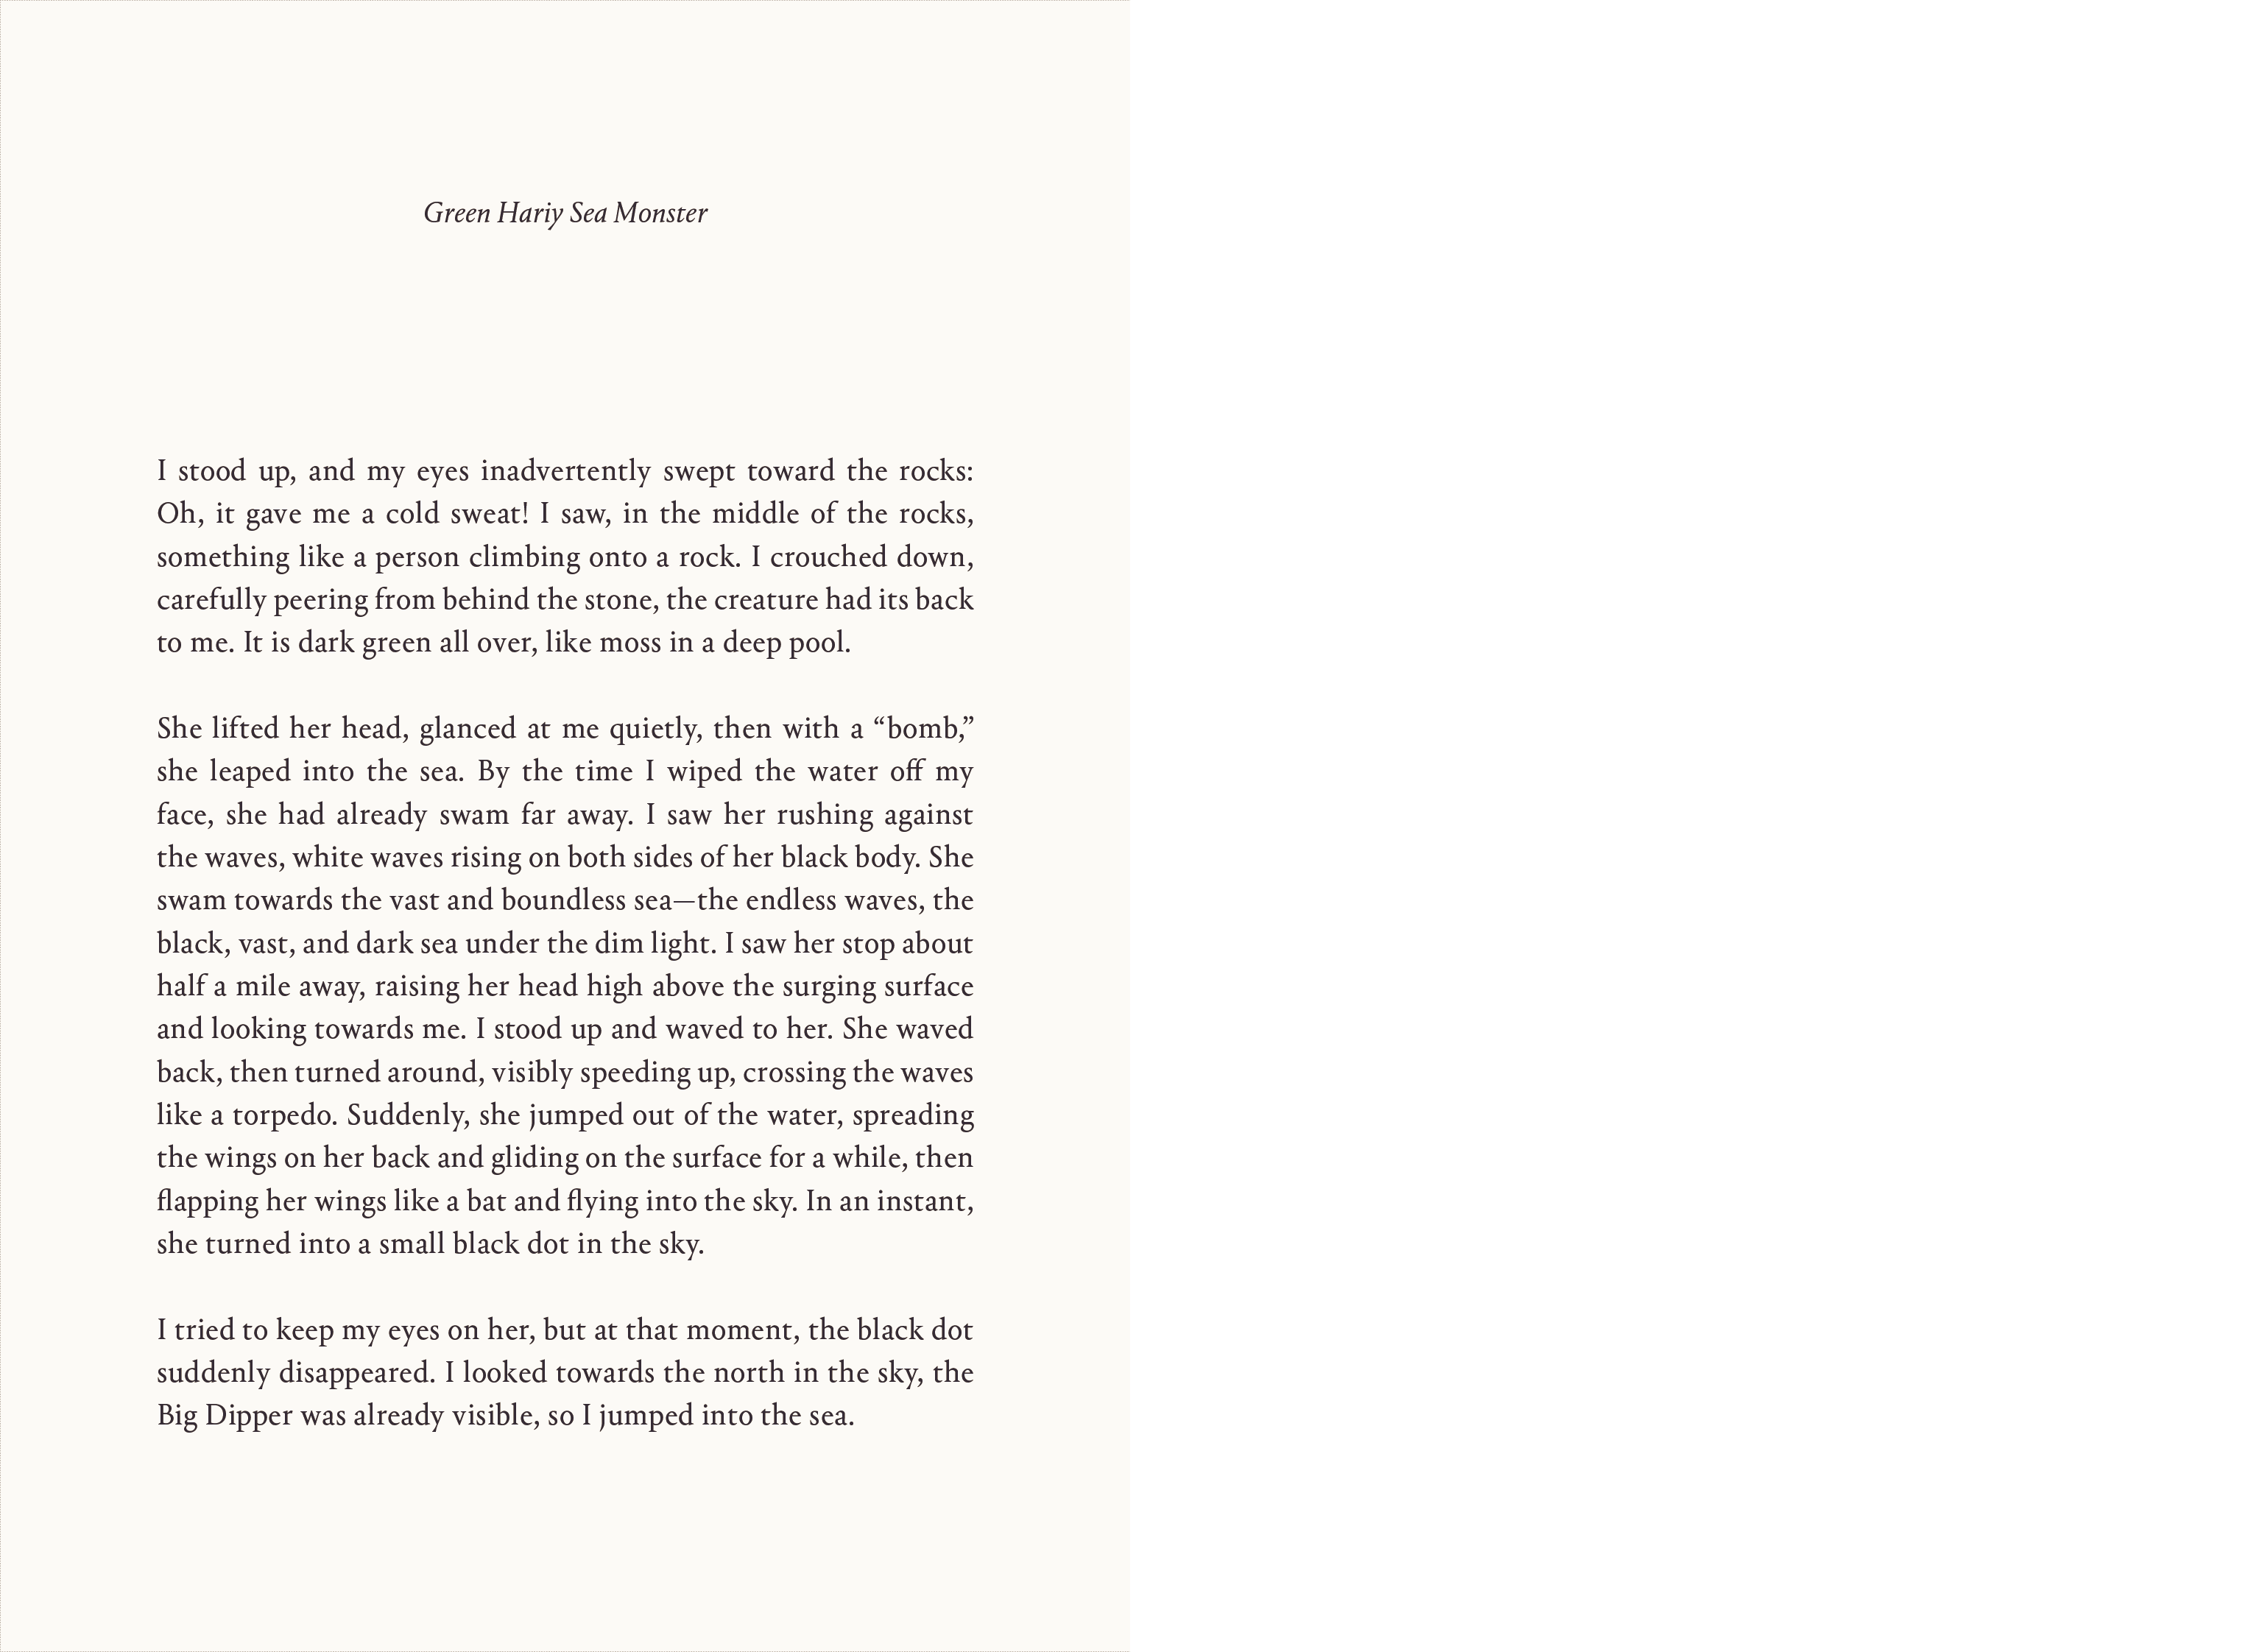 Green Hariy Sea Monster
I stood up, and my eyes inadvertently swept toward the rocks:
Oh, it gave me a cold sweat! I saw, in the middle of the rocks,
something like a person climbing onto a rock. I crouched down,
carefully peering from behind the stone, the creature had its back
to me. It is dark green all over, like moss in a deep pool.
She lifted her head, glanced at me quietly, then with a “bomb,”
she leaped into the sea. By the time I wiped the water off my
face, she had already swam far away. I saw her rushing against
the waves, white waves rising on both sides of her black body. She
swam towards the vast and boundless sea—the endless waves, the
black, vast, and dark sea under the dim light. I saw her stop about
half a mile away, raising her head high above the surging surface
and looking towards me. I stood up and waved to her. She waved
back, then turned around, visibly speeding up, crossing the waves
like a torpedo. Suddenly, she jumped out of the water, spreading
the wings on her back and gliding on the surface for a while, then
flapping her wings like a bat and flying into the sky. In an instant,
she turned into a small black dot in the sky.
I tried to keep my eyes on her, but at that moment, the black dot
suddenly disappeared. I looked towards the north in the sky, the
Big Dipper was already visible, so I jumped into the sea.